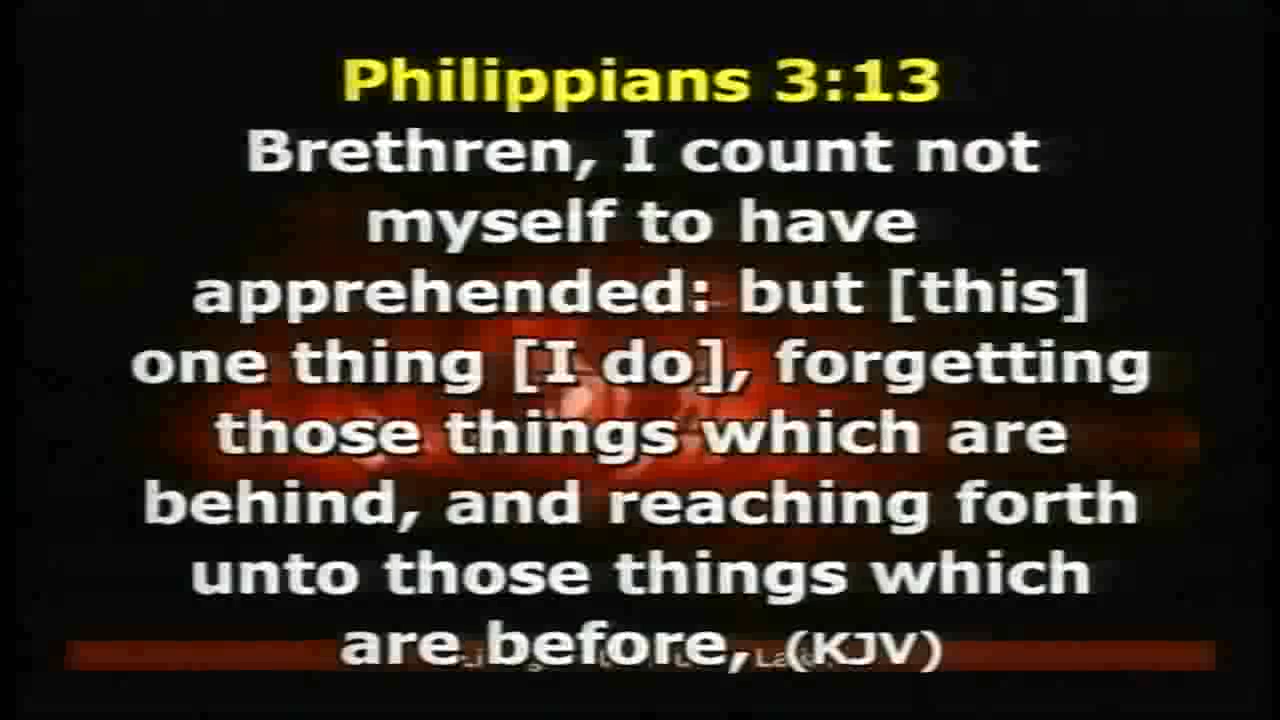 Philippians 3:13
Brethren, I count not
myself to have
apprehended: but [this]
one thing [I do], forgetting
those things which are
behind, and reaching forth
unto those things which
are before, (KJV)